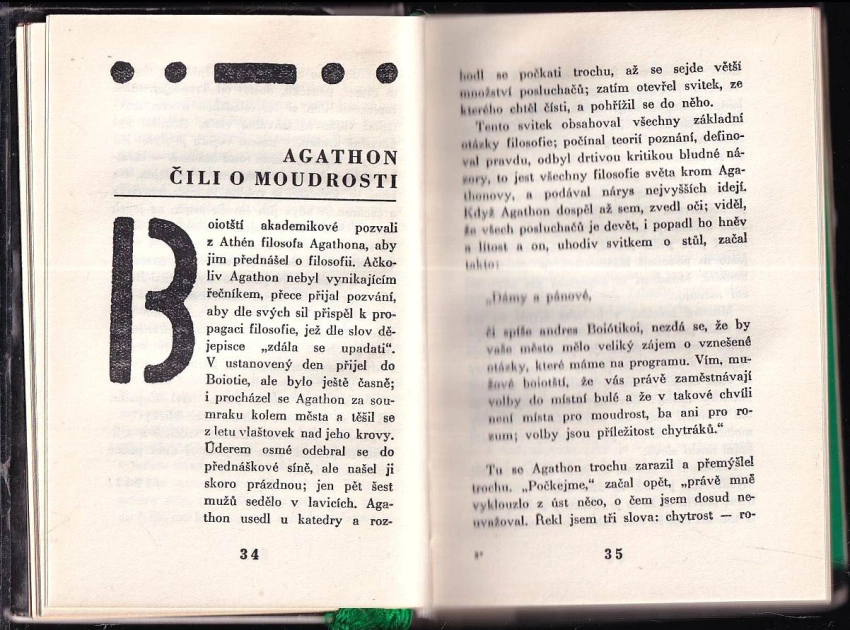 AGATHON
ČILI O MOUDROSTI
Boiotští akademikové pozvali
z Athén filosofa Agathona, aby
jim přednášel o filosofii. Ačko-
liv Agathon nebyl vynikajícím
řečníkem, přece přijal pozvání,
aby dle svých sil přispěl k pro-
pagaci filosofie, jež dle slov dě-
jepisce „zdála se upadati“.
V ustanovený den přijel do
Boiotie, ale bylo ještě časně;
i procházel se Agathon za sou-
mraku kolem města a těšil se
z letu vlaštovek nad jeho krovy.
Úderem osmé odebral se do
přednáškové síně, ale našel ji
skoro prázdnou; jen pět šest
mužů sedělo v lavicích. Aga-
thon usedl u katedry a roz-
34
hodl se počkati trochu, až se sejde větší
množství posluchačů; zatím otevřel svitek, ze
kterého chtěl čísti, a pohřížil se do něho.
Tento svitek obsahoval všechny základní
otázky filosofie; počínal teorií poznání, defino-
val pravdu, odbyl drtivou kritikou bludné ná-
zory, to jest všechny filosofie světa krom Aga-
thonovy, a podával nárys nejvyšších idejí.
Když Agathon dospěl až sem, zvedl oči; viděl,
že všech posluchačů je devět, i popadl ho hněv
a lítost a on, uhodiv svitkem o stůl, začal
takto:
„Dámy a pánové,
či spíše andres Boiótikoi, nezdá se, že by
vaše město mělo veliký zájem o vznešené
otázky, které máme na programu. Vím, mu-
žové boiotští, že vás právě zaměstnávají
volby do místní bulé a že v takové chvíli
není místa pro moudrost, ba ani pro ro-
zum; volby jsou příležitost chytráků.“
Tu se Agathon trochu zarazil a přemýšlel
trochu. „Počkejme,“ začal opět, „právě mně
vyklouzlo z úst něco, o čem jsem dosud ne-
uvažoval. Řekl jsem tři slova: chytrost — ro-
35